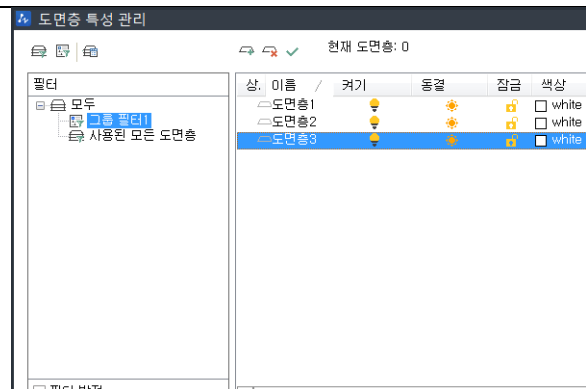 도면층 특성 관리
현재 도면층: 0
필터
모두
그룹 필터1
사용된 모든 도면층
상. 이름 / 켜기 동결 잠금 색상
도면층1 white
도면층2 white
도면층3 white